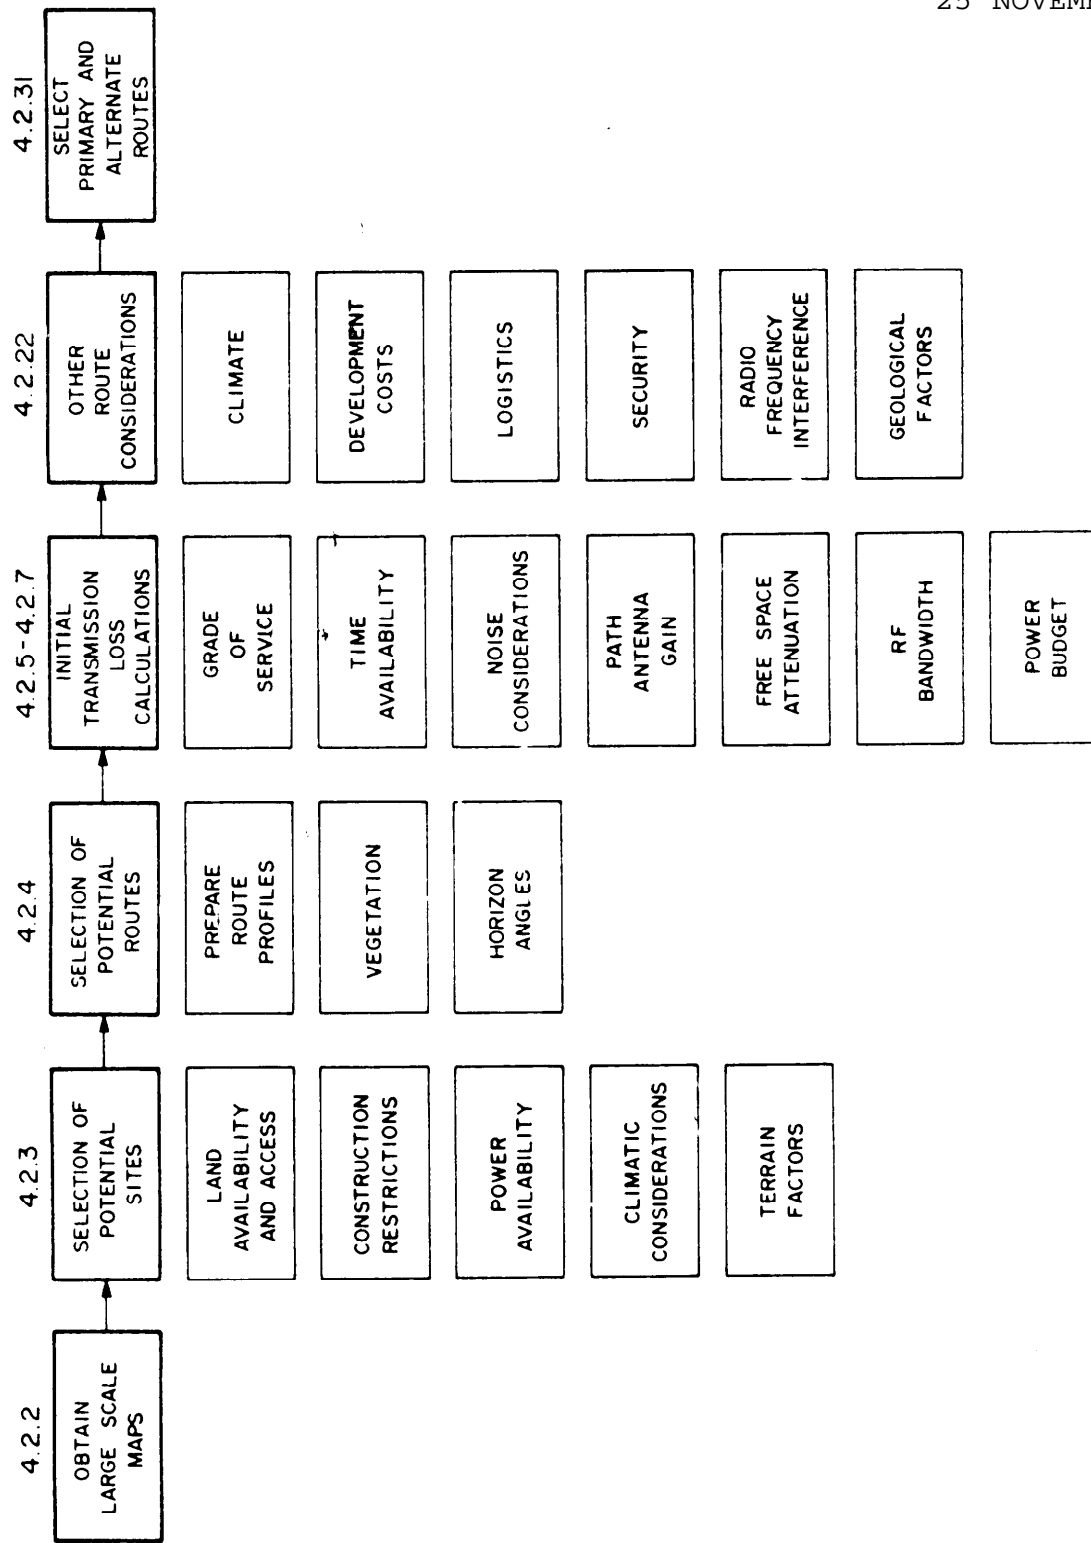 25 NOVEM
4.2.2
OBTAIN
LARGE SCALE
MAPS
4.2.3
SELECTION OF
POTENTIAL
SITES
LAND
AVAILABILITY
AND ACCESS
CONSTRUCTION
RESTRICTIONS
POWER
AVAILABILITY
CLIMATIC
CONSIDERATIONS
TERRAIN
FACTORS
4.2.4
SELECTION OF
POTENTIAL
ROUTES
PREPARE
ROUTE
PROFILES
VEGETATION
HORIZON
ANGLES
4.2.5-4.2.7
INITIAL
TRANSMISSION
LOSS
CALCULATIONS
GRADE
OF
SERVICE
TIME
AVAILABILITY
NOISE
CONSIDERATIONS
PATH
ANTENNA
GAIN
FREE SPACE
ATTENUATION
RF
BANDWIDTH
POWER
BUDGET
4.2.22
OTHER
ROUTE
CONSIDERATIONS
CLIMATE
DEVELOPMENT
COSTS
LOGISTICS
SECURITY
RADIO
FREQUENCY
INTERFERENCE
GEOLOGICAL
FACTORS
4.2.31
SELECT
PRIMARY AND
ALTERNATE
ROUTES